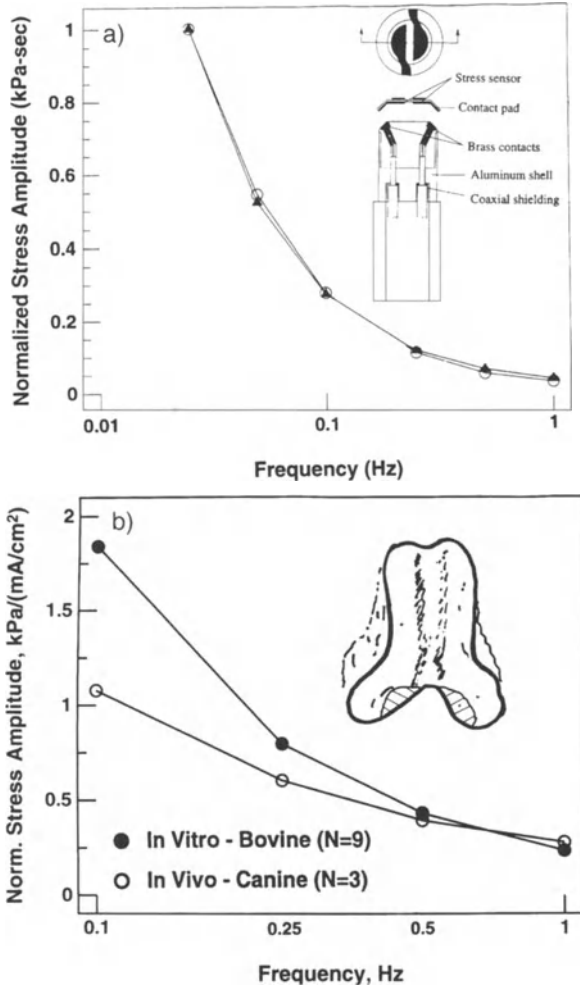 a)
Normalized Stress Amplitude (kPa-sec)
1
0.8
0.6
0.4
0.2
0
0.01
0.1
1
Frequency (Hz)
Stress sensor
Contact pad
Brass contacts
Aluminum shell
Coaxial shielding
b)
Norm. Stress Amplitude, kPa/(mA/cm²)
2
1.5
1
0.5
0
In Vitro - Bovine (N=9)
In Vivo - Canine (N=3)
0.1
0.25
0.5
1
Frequency, Hz